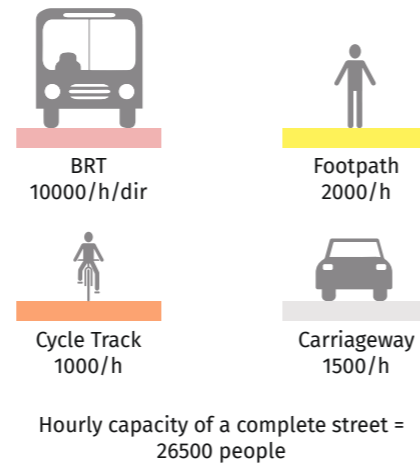 BRT
10000/h/dir
Footpath
2000/h
Cycle Track
1000/h
Carriageway
1500/h
Hourly capacity of a complete street =
26500 people